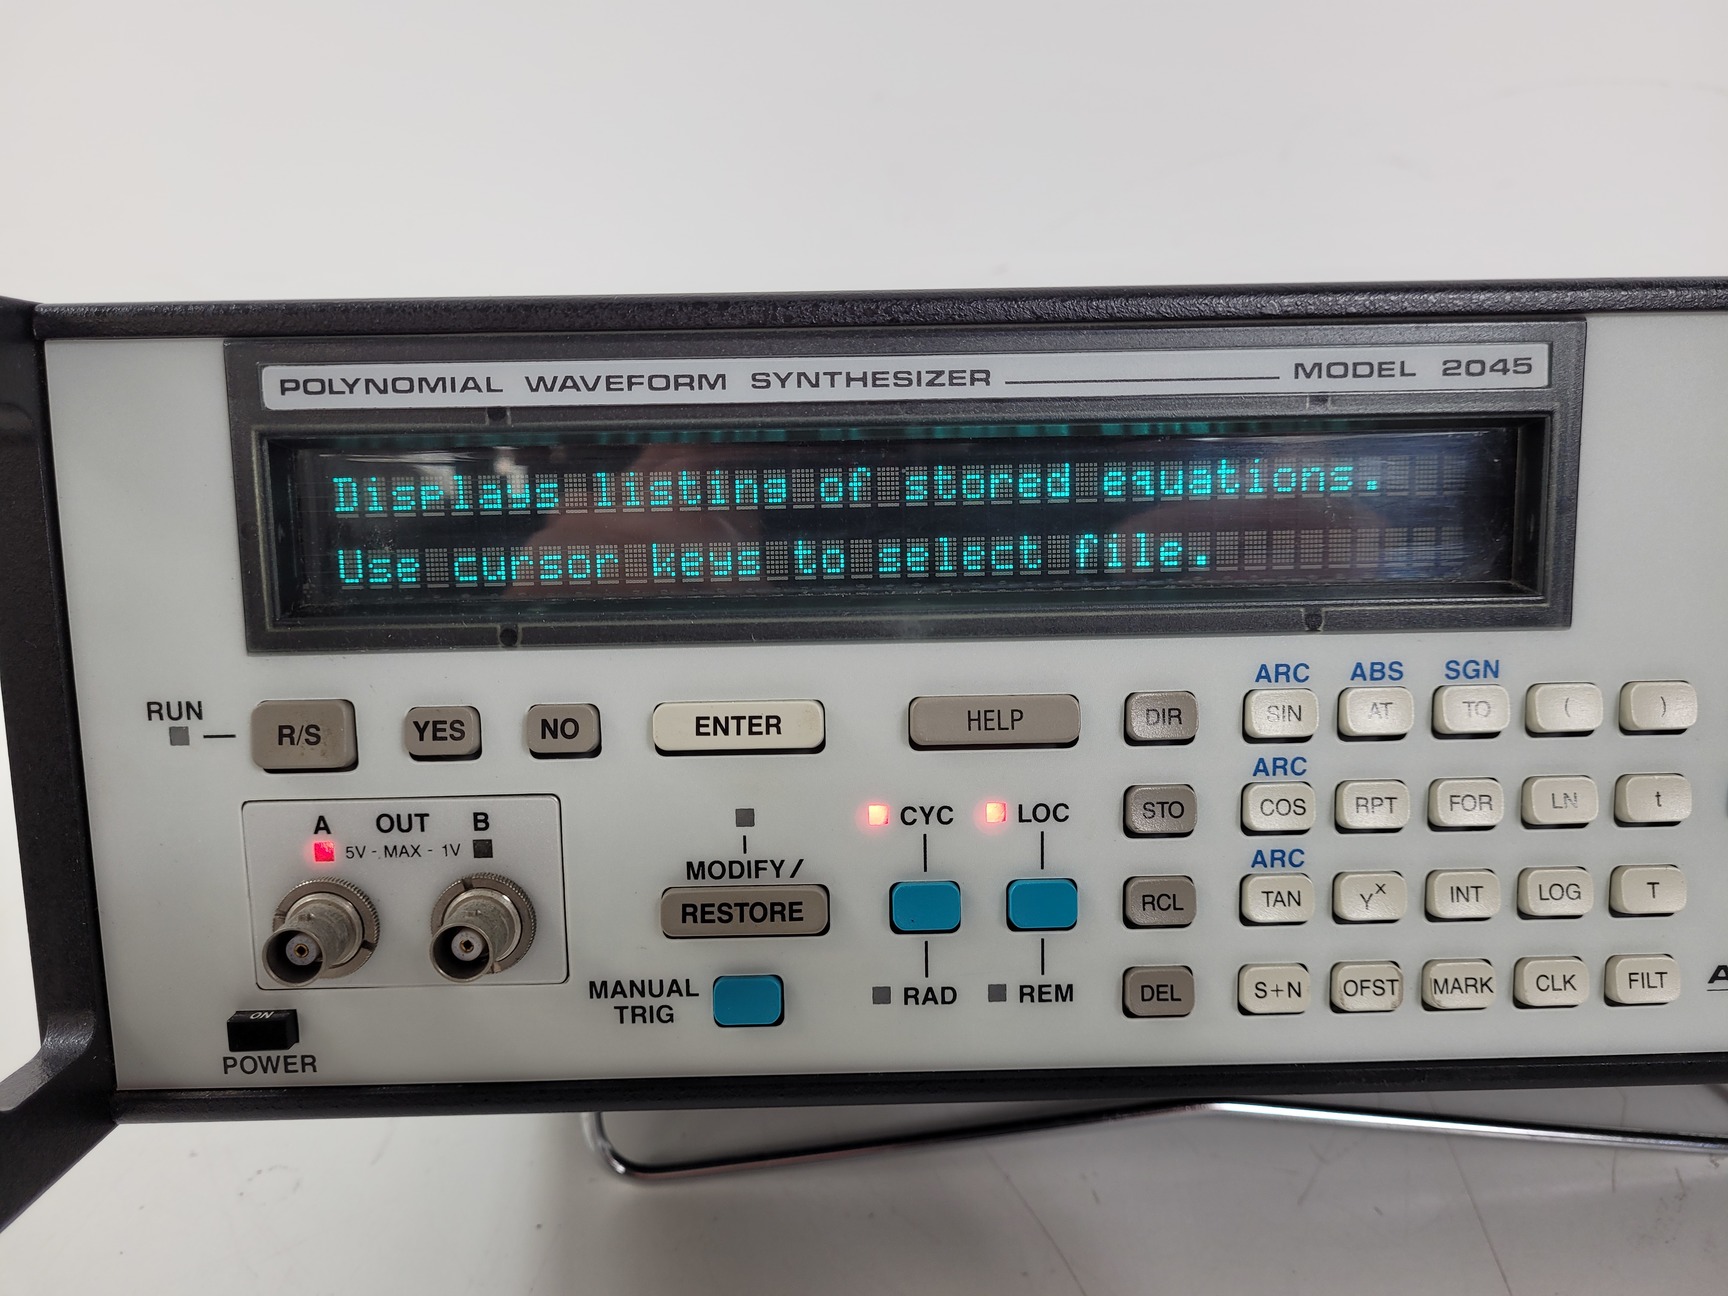 POLYNOMIAL WAVEFORM SYNTHESIZER MODEL 2045
Displays listing of stored equations.
Use cursor keys to select file.
ARC ABS SGN
RUN R/S YES NO ENTER HELP DIR SIN AT TO ( )
ARC
CYC LOC STO COS RPT FOR LN t
A OUT B
5V - MAX - 1V
ARC
MODIFY/
RESTORE RCL TAN Yˣ INT LOG T
MANUAL
TRIG RAD REM DEL S+N OFST MARK CLK FILT
ON
POWER